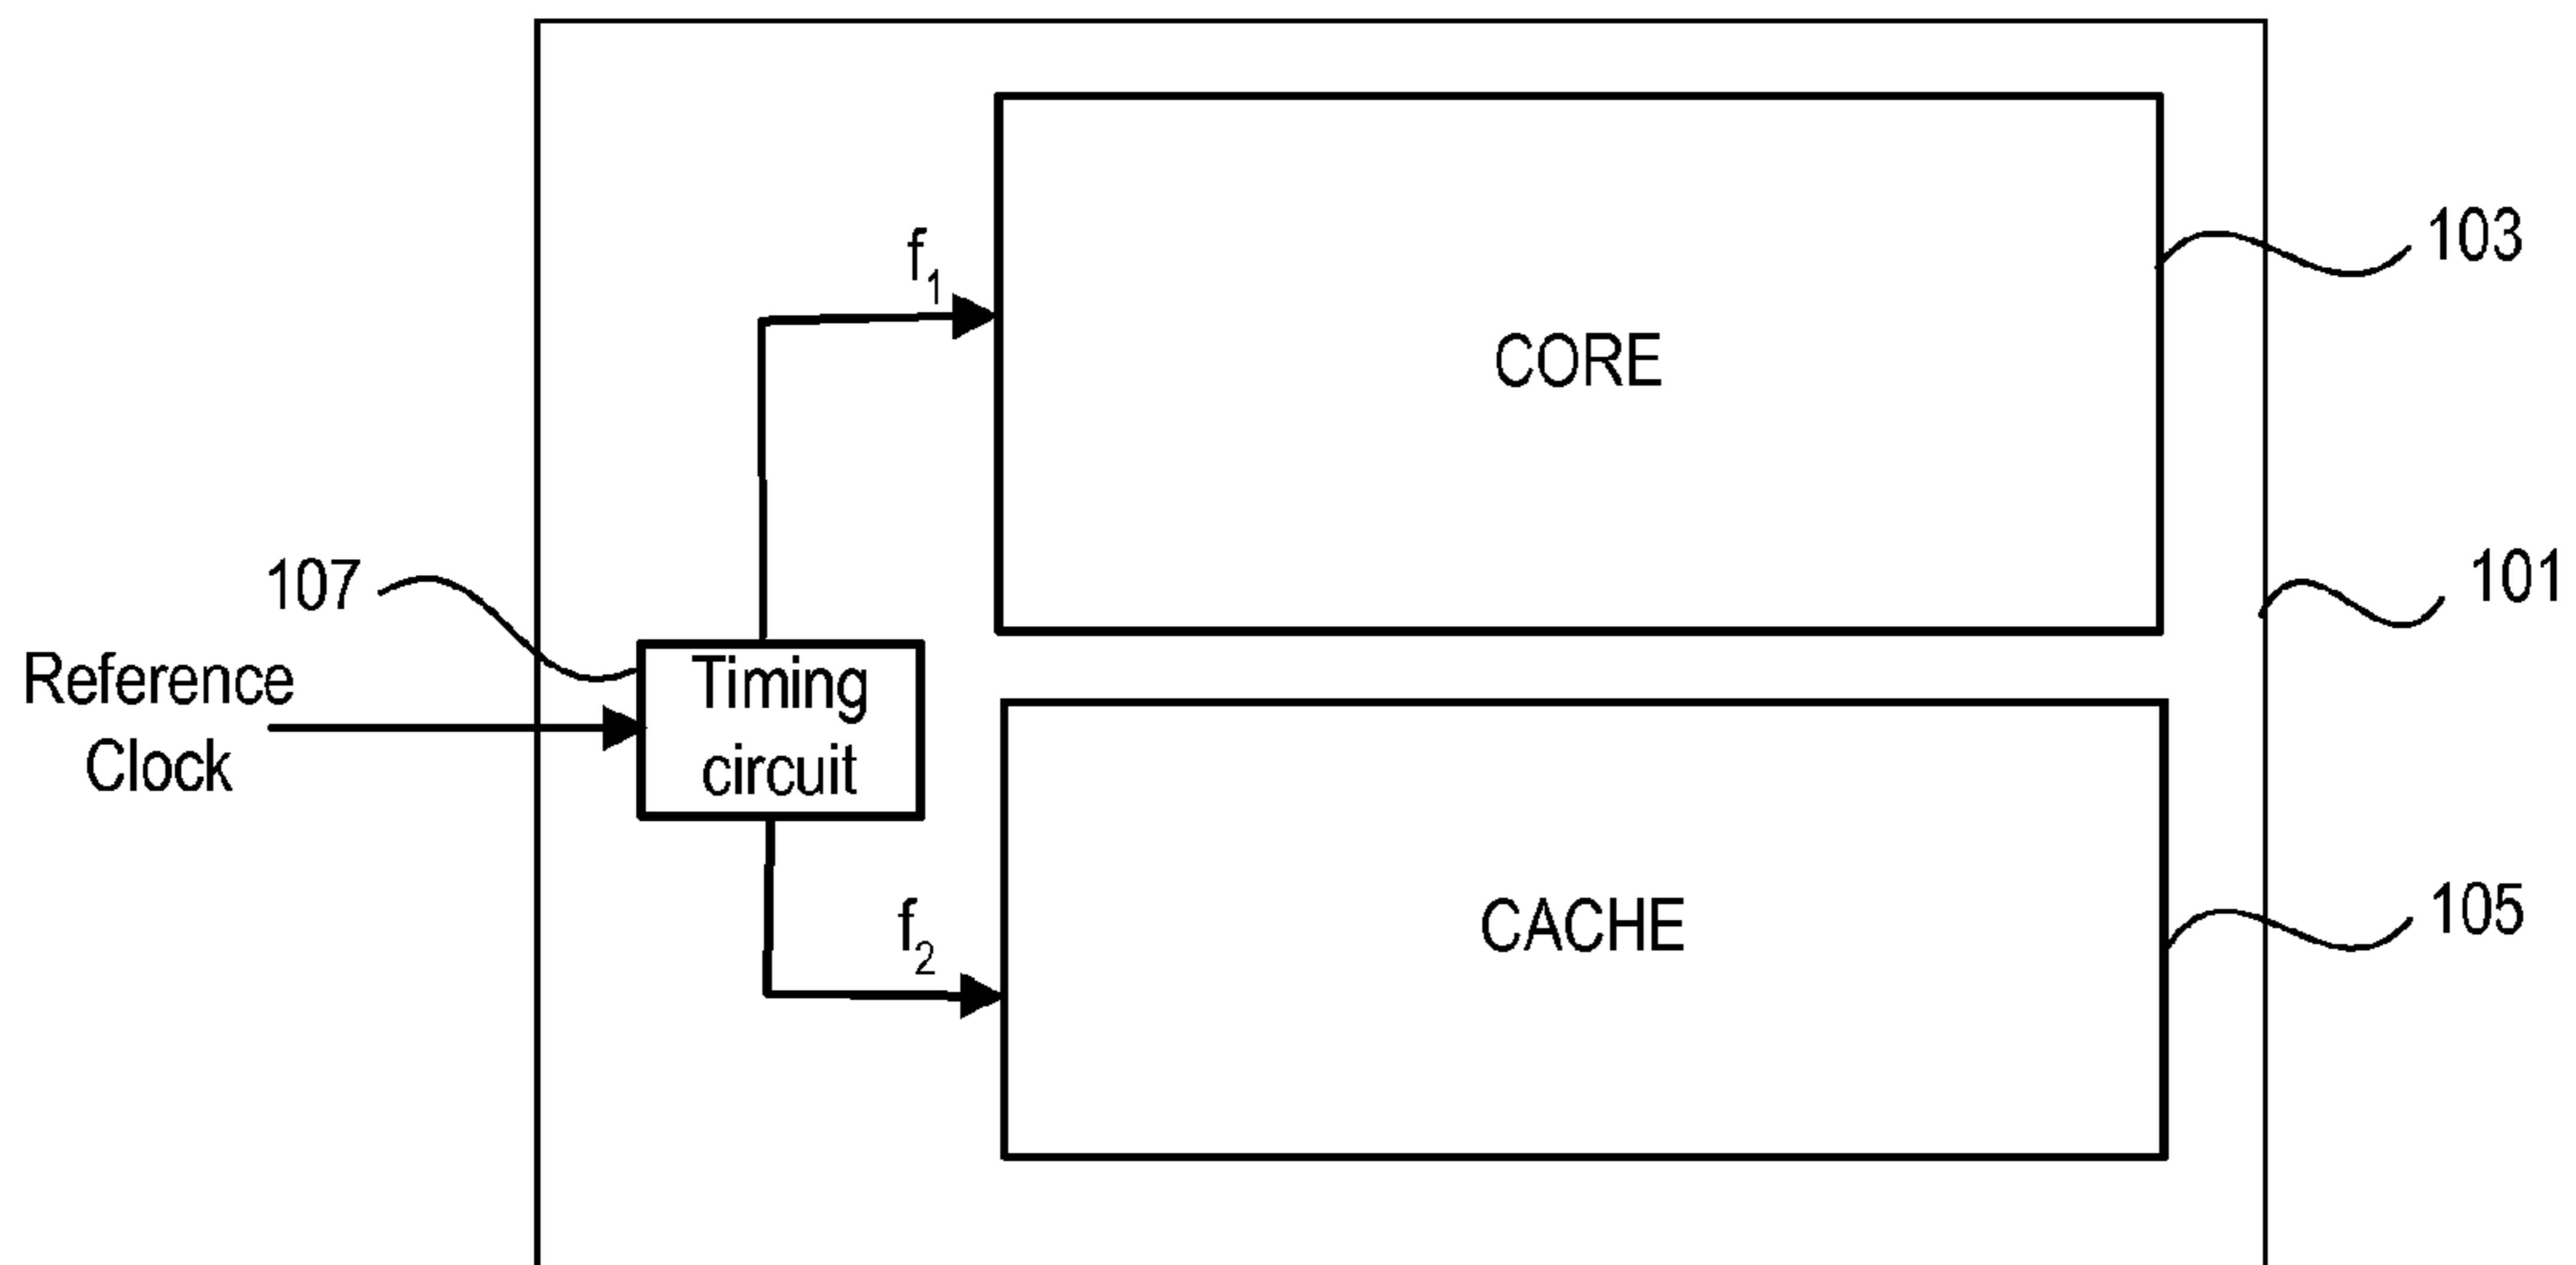 f1
103
CORE
107
101
Reference
Clock
Timing
circuit
f2
CACHE
105